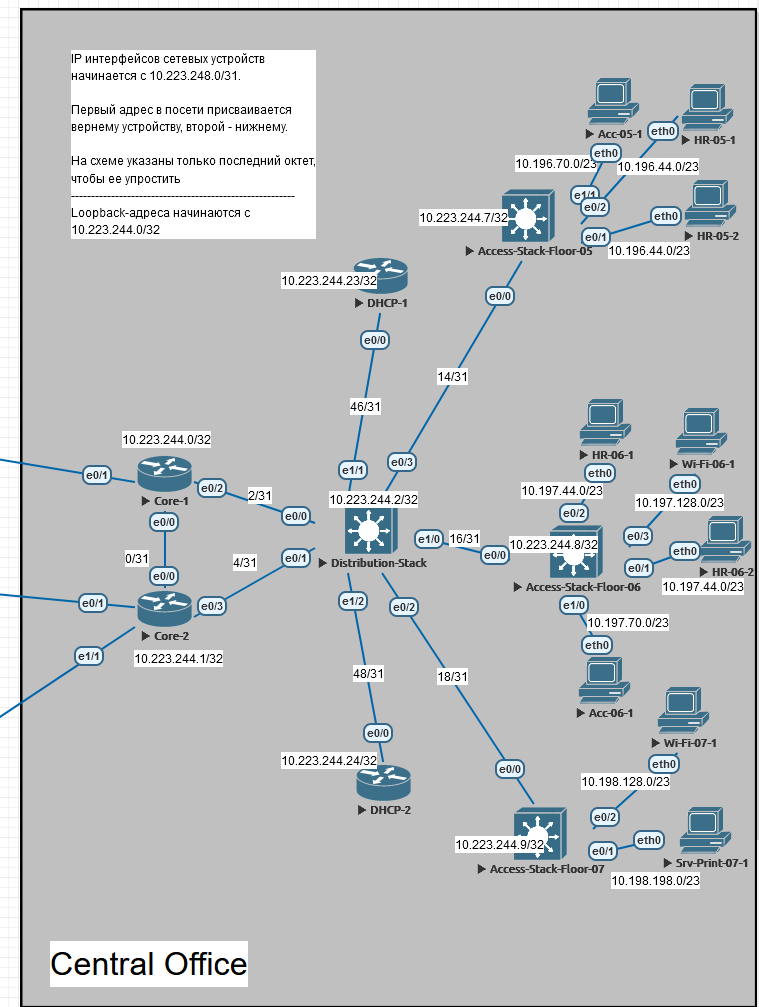 IP интерфейсов сетевых устройств
начинается с 10.223.248.0/31.
Первый адрес в посети присваивается
вернему устройству, второй - нижнему.
На схеме указаны только последний октет,
чтобы ее упростить
Loopback-адреса начинаются с
10.223.244.0/32
Acc-05-1
eth0
HR-05-1
eth0
10.196.70.0/23
10.196.44.0/23
e1/1
e0/2
10.223.244.7/32
eth0
HR-05-2
e0/1
10.196.44.0/23
Access-Stack-Floor-05
e0/0
10.223.244.23/32
DHCP-1
e0/0
14/31
46/31
e0/3
e1/1
HR-06-1
eth0
Wi-Fi-06-1
eth0
10.223.244.0/32
e0/1
Core-1
e0/2
2/31
e0/0
10.223.244.2/32
10.197.44.0/23
10.197.128.0/23
e0/2
e0/0
0/31
e1/0
16/31
e0/0
10.223.244.8/32
e0/3
eth0
HR-06-2
e0/1
10.197.44.0/23
4/31
e0/1
Distribution-Stack
Access-Stack-Floor-06
e0/0
e0/1
Core-2
e0/3
e1/1
10.223.244.1/32
e1/2
e0/2
e1/0
10.197.70.0/23
eth0
48/31
18/31
Acc-06-1
e0/0
10.223.244.24/32
DHCP-2
e0/0
Wi-Fi-07-1
eth0
10.198.128.0/23
e0/2
10.223.244.9/32
e0/1
eth0
Srv-Print-07-1
Access-Stack-Floor-07
10.198.198.0/23
Central Office